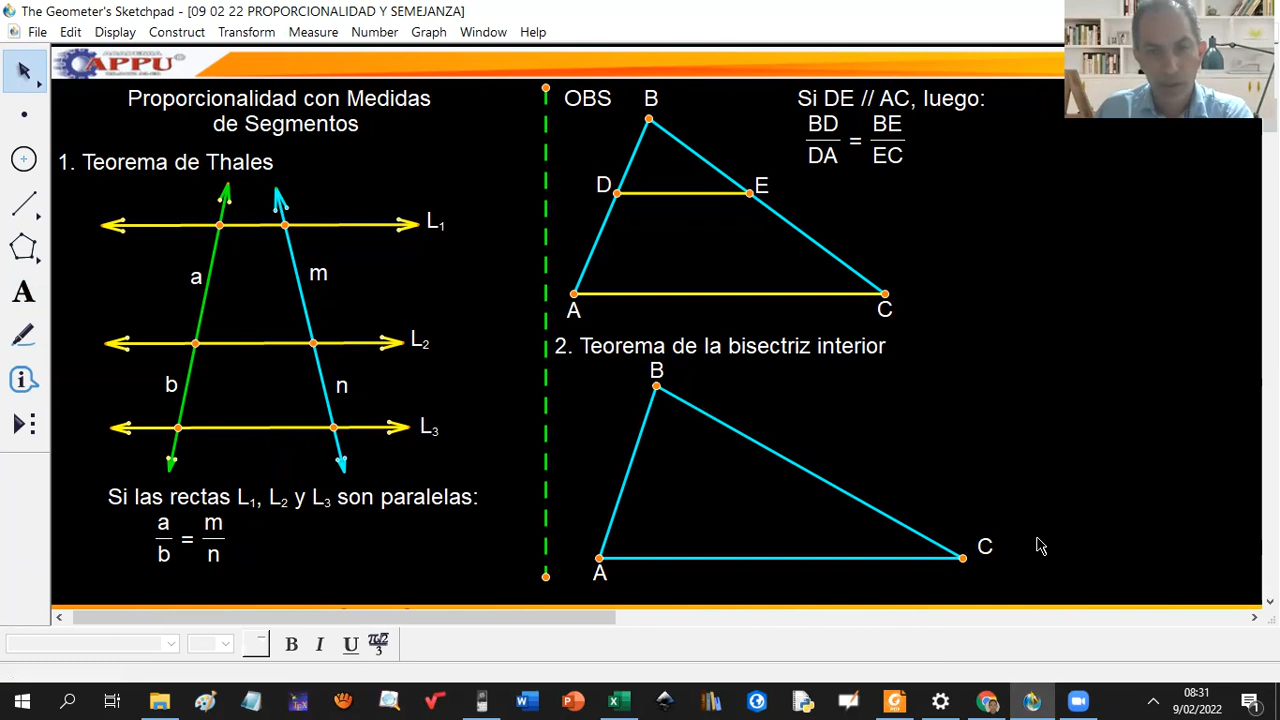 The Geometer's Sketchpad - [09 02 22 PROPORCIONALIDAD Y SEMEJANZA]
File Edit Display Construct Transform Measure Number Graph Window Help
APPU
Proporcionalidad con Medidas
de Segmentos
1. Teorema de Thales
L1
a
m
L2
b
n
L3
Si las rectas L1, L2 y L3 son paralelas:
a/b = m/n
OBS
B
Si DE // AC, luego:
BD/DA = BE/EC
D
E
A
C
2. Teorema de la bisectriz interior
B
C
A
B I U
08:31
9/02/2022